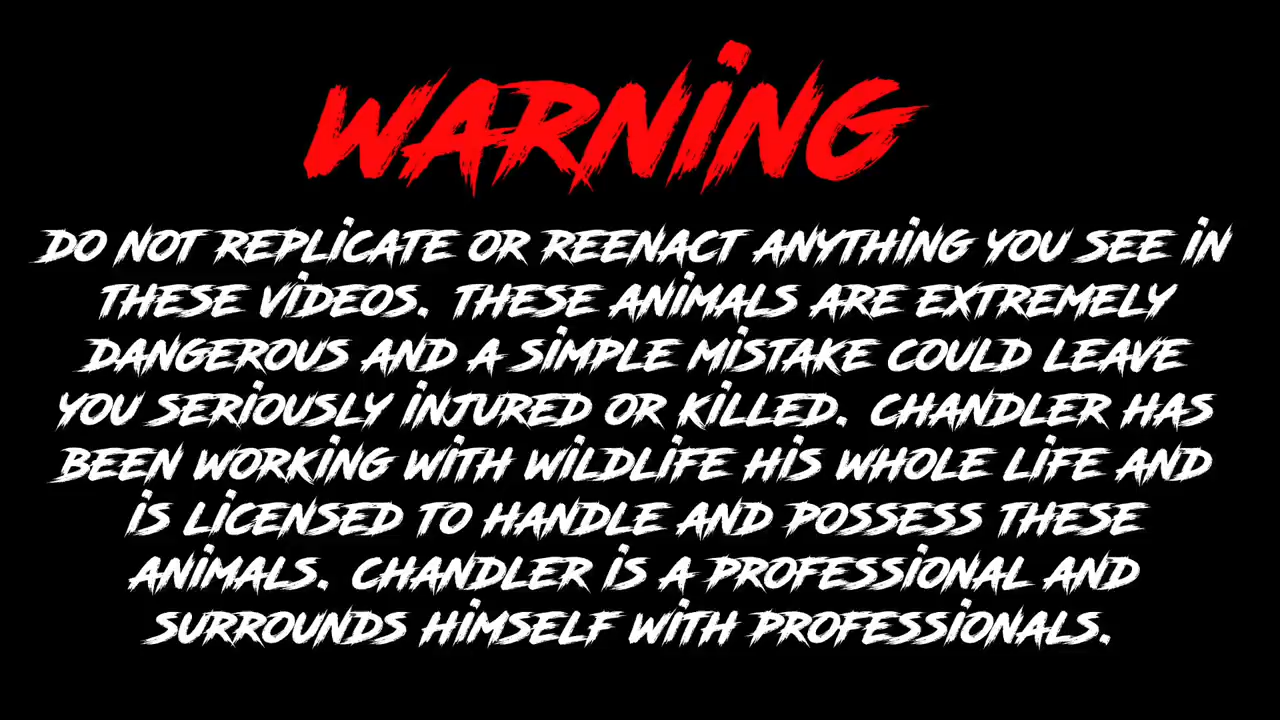 WARNING
DO NOT REPLICATE OR REENACT ANYTHING YOU SEE IN
THESE VIDEOS. THESE ANIMALS ARE EXTREMELY
DANGEROUS AND A SIMPLE MISTAKE COULD LEAVE
YOU SERIOUSLY INJURED OR KILLED. CHANDLER HAS
BEEN WORKING WITH WILDLIFE HIS WHOLE LIFE AND
IS LICENSED TO HANDLE AND POSSESS THESE
ANIMALS. CHANDLER IS A PROFESSIONAL AND
SURROUNDS HIMSELF WITH PROFESSIONALS.